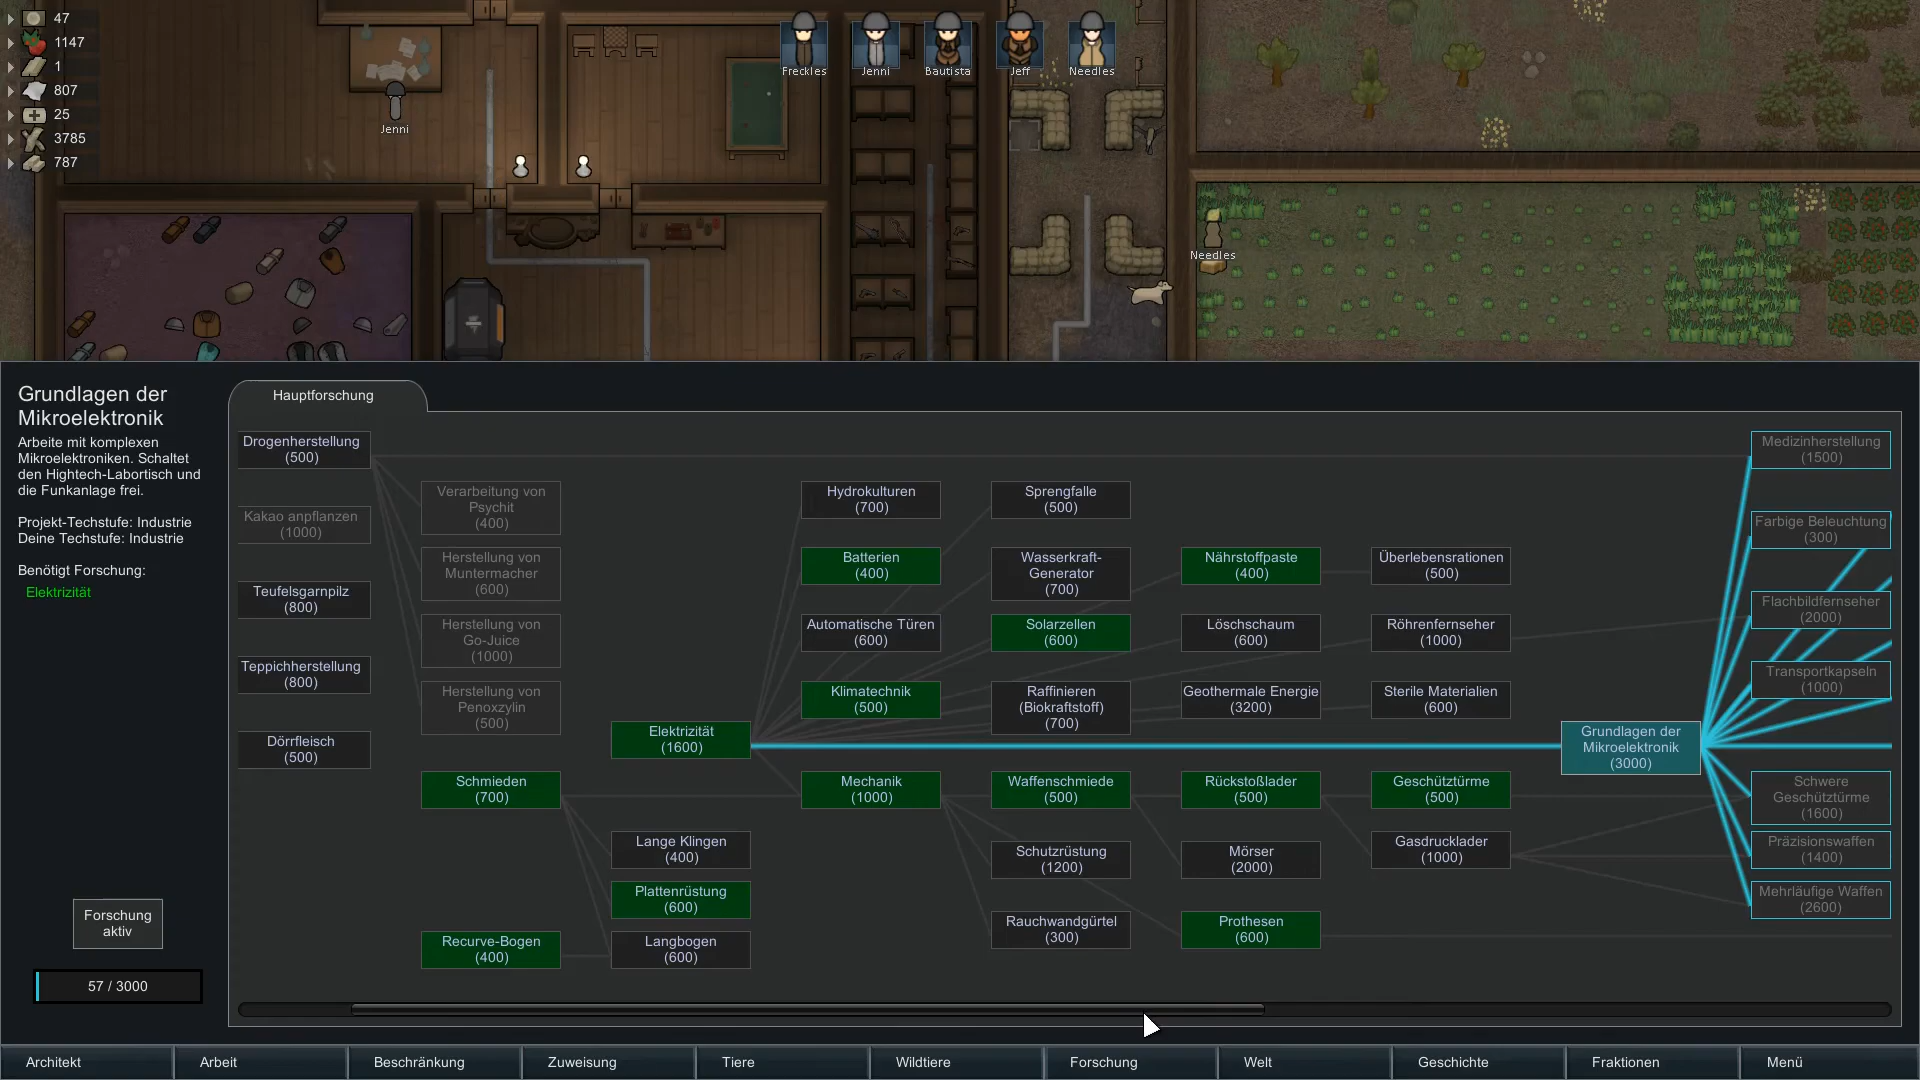 47
1147
1
807
25
3785
787
Freckles
Jenni
Bautista
Jeff
Needles
Jenni
Needles
Grundlagen der
Mikroelektronik
Arbeite mit komplexen
Mikroelektroniken. Schaltet
den Hightech-Labortisch und
die Funkanlage frei.
Projekt-Techstufe: Industrie
Deine Techstufe: Industrie
Benötigt Forschung:
Elektrizität
Forschung
aktiv
57 / 3000
Hauptforschung
Drogenherstellung
(500)
Kakao anpflanzen
(1000)
Teufelsgarnpilz
(800)
Teppichherstellung
(800)
Dörrfleisch
(500)
Verarbeitung von
Psychit
(400)
Herstellung von
Muntermacher
(600)
Herstellung von
Go-Juice
(1000)
Herstellung von
Penoxzylin
(500)
Schmieden
(700)
Recurve-Bogen
(400)
Elektrizität
(1600)
Lange Klingen
(400)
Plattenrüstung
(600)
Langbogen
(600)
Hydrokulturen
(700)
Batterien
(400)
Automatische Türen
(600)
Klimatechnik
(500)
Mechanik
(1000)
Sprengfalle
(500)
Wasserkraft-
Generator
(700)
Solarzellen
(600)
Raffinieren
(Biokraftstoff)
(700)
Waffenschmiede
(500)
Schutzrüstung
(1200)
Rauchwandgürtel
(300)
Nährstoffpaste
(400)
Löschschaum
(600)
Geothermale Energie
(3200)
Rückstoßlader
(500)
Mörser
(2000)
Prothesen
(600)
Überlebensrationen
(500)
Röhrenfernseher
(1000)
Sterile Materialien
(600)
Geschütztürme
(500)
Gasdrucklader
(1000)
Grundlagen der
Mikroelektronik
(3000)
Medizinherstellung
(1500)
Farbige Beleuchtung
(300)
Flachbildfernseher
(2000)
Transportkapseln
(1000)
Schwere
Geschütztürme
(1600)
Präzisionswaffen
(1400)
Mehrläufige Waffen
(2600)
Architekt
Arbeit
Beschränkung
Zuweisung
Tiere
Wildtiere
Forschung
Welt
Geschichte
Fraktionen
Menü